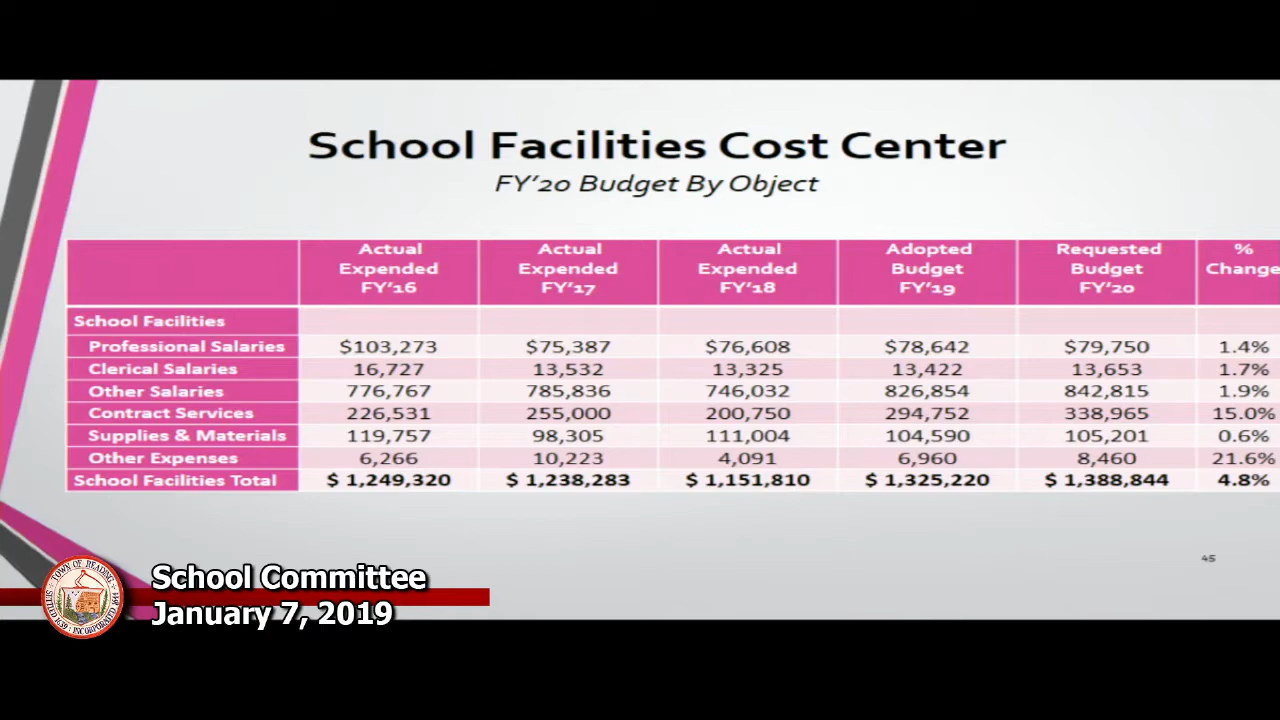 School Facilities Cost Center
FY'20 Budget By Object
Actual Expended FY'16 Actual Expended FY'17 Actual Expended FY'18 Adopted Budget FY'19 Requested Budget FY'20 % Change
School Facilities
Professional Salaries $103,273 $75,387 $76,608 $78,642 $79,750 1.4%
Clerical Salaries 16,727 13,532 13,325 13,422 13,653 1.7%
Other Salaries 776,767 785,836 746,032 826,854 842,815 1.9%
Contract Services 226,531 255,000 200,750 294,752 338,965 15.0%
Supplies & Materials 119,757 98,305 111,004 104,590 105,201 0.6%
Other Expenses 6,266 10,223 4,091 6,960 8,460 21.6%
School Facilities Total $ 1,249,320 $ 1,238,283 $ 1,151,810 $ 1,325,220 $ 1,388,844 4.8%
45
TOWN OF READING
School Committee
January 7, 2019